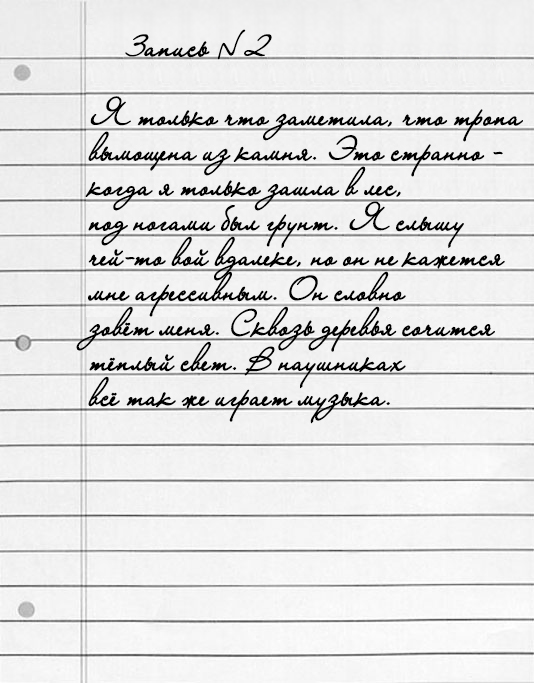 Запись N 2
Я только что заметила, что тропа
вымощена из камня. Это странно -
когда я только зашла в лес,
под ногами был грунт. Я слышу
чей-то вой вдалеке, но он не кажется
мне агрессивным. Он словно
зовёт меня. Сквозь деревья сочится
тёплый свет. В наушниках
всё так же играет музыка.